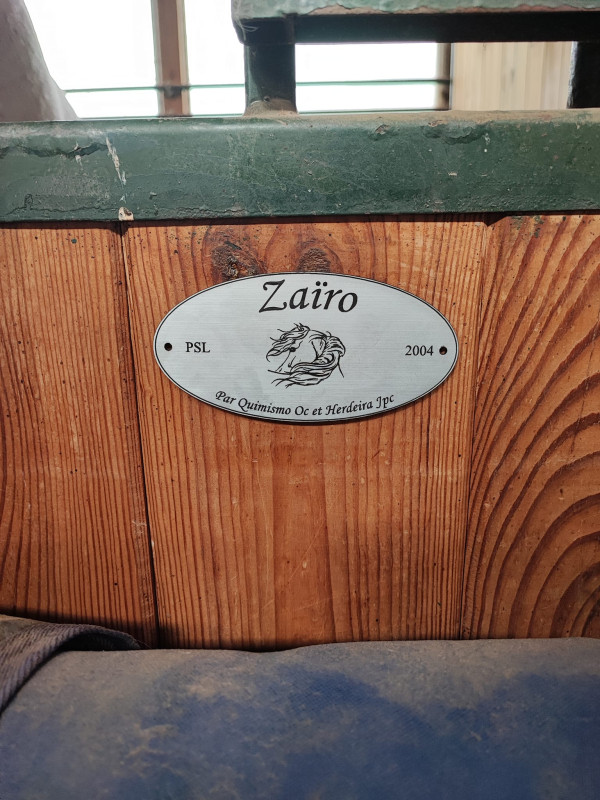 Zaïro
PSL
2004
Par Quimismo Oc et Herdeira Jpc